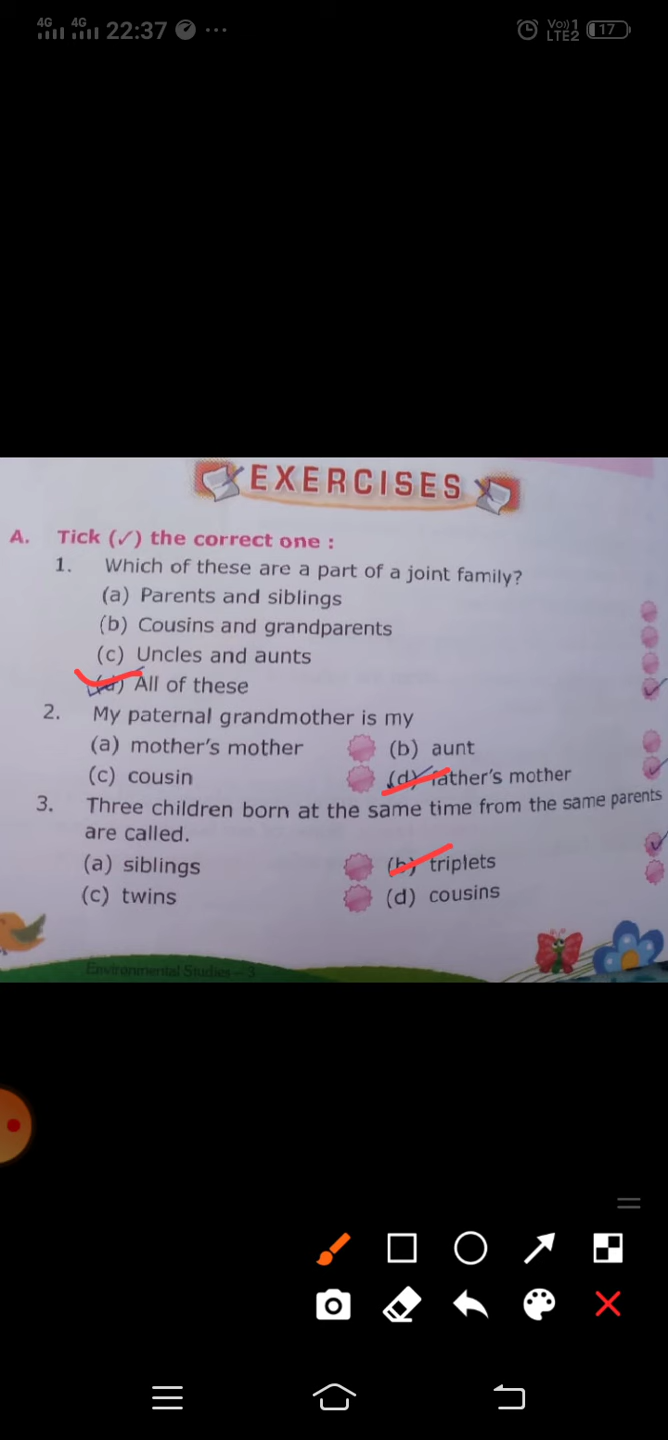 4G 4G 22:37 ... Vo)) 1 LTE2 17
EXERCISES
A. Tick (✓) the correct one :
1. Which of these are a part of a joint family?
(a) Parents and siblings
(b) Cousins and grandparents
(c) Uncles and aunts
(d) All of these
2. My paternal grandmother is my
(a) mother's mother (b) aunt
(c) cousin (d) father's mother
3. Three children born at the same time from the same parents
are called.
(a) siblings (b) triplets
(c) twins (d) cousins
Environmental Studies – 3